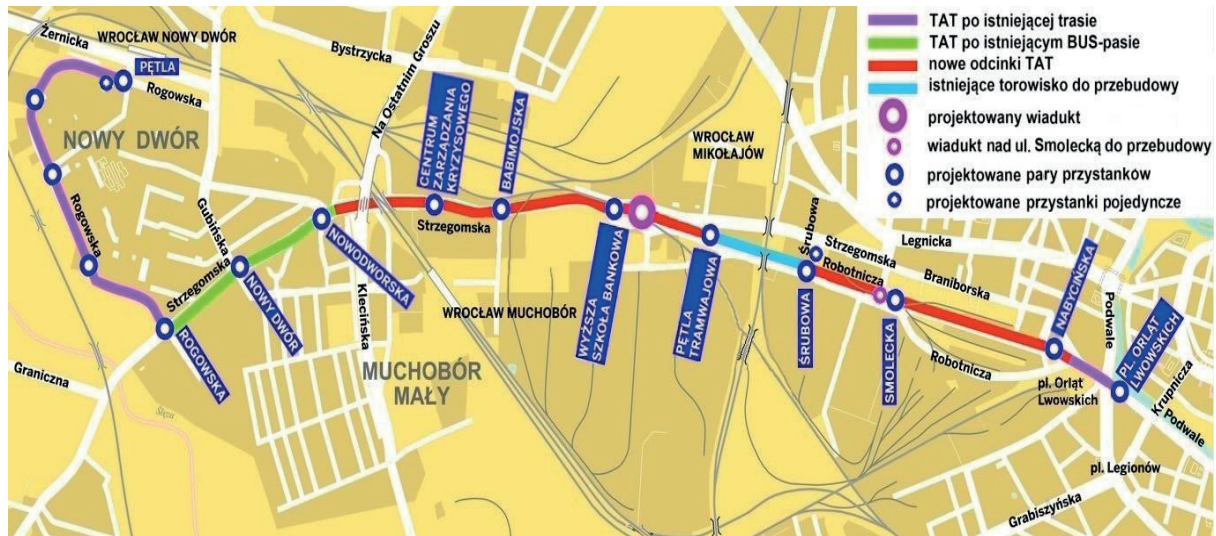 TAT po istniejącej trasie
TAT po istniejącym BUS-pasie
nowe odcinki TAT
istniejące torowisko do przebudowy
projektowany wiadukt
wiadukt nad ul. Smolecką do przebudowy
projektowane pary przystanków
projektowane przystanki pojedyncze
Żernicka
WROCŁAW NOWY DWÓR
PĘTLA
Rogowska
Bystrzycka
Na Ostatnim Groszu
NOWY DWÓR
Rogowska
Gubińska
Strzegomska
NOWY DWÓR
NOWODWORSKA
ROGOWSKA
Graniczna
Ślęza
Klecińska
MUCHOBÓR
MAŁY
CENTRUM
ZARZĄDZANIA
KRYZYSOWEGO
BABIMOJSKA
Strzegomska
WROCŁAW MUCHOBÓR
WYŻSZA
SZKOŁA BANKOWA
WROCŁAW
MIKOŁAJÓW
PĘTLA
TRAMWAJOWA
Śrubowa
ŚRUBOWA
Strzegomska
Robotnicza
Legnicka
Braniborska
SMOLECKA
Robotnicza
NABYCIŃSKA
Podwale
PL. ORLAT
LWOWSKICH
pl. Orląt
Lwowskich
Krupnicza
Podwale
pl. Legionów
Grabiszyńska